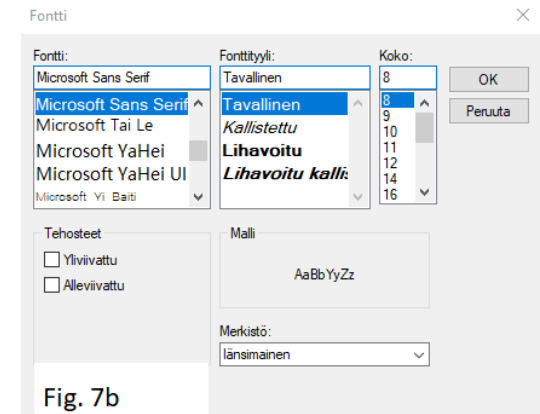 Fontti
Fontti:
Microsoft Sans Serif
Microsoft Sans Serif
Microsoft Tai Le
Microsoft YaHei
Microsoft YaHei UI
Microsoft Yi Baiti
Fonttityyli:
Tavallinen
Tavallinen
Kallistettu
Lihavoitu
Lihavoitu kallis
Koko:
8
8
9
10
11
12
14
16
OK
Peruuta
Tehosteet
Yliviivattu
Alleviivattu
Malli
AaBbYyZz
Merkistö:
länsimainen
Fig. 7b